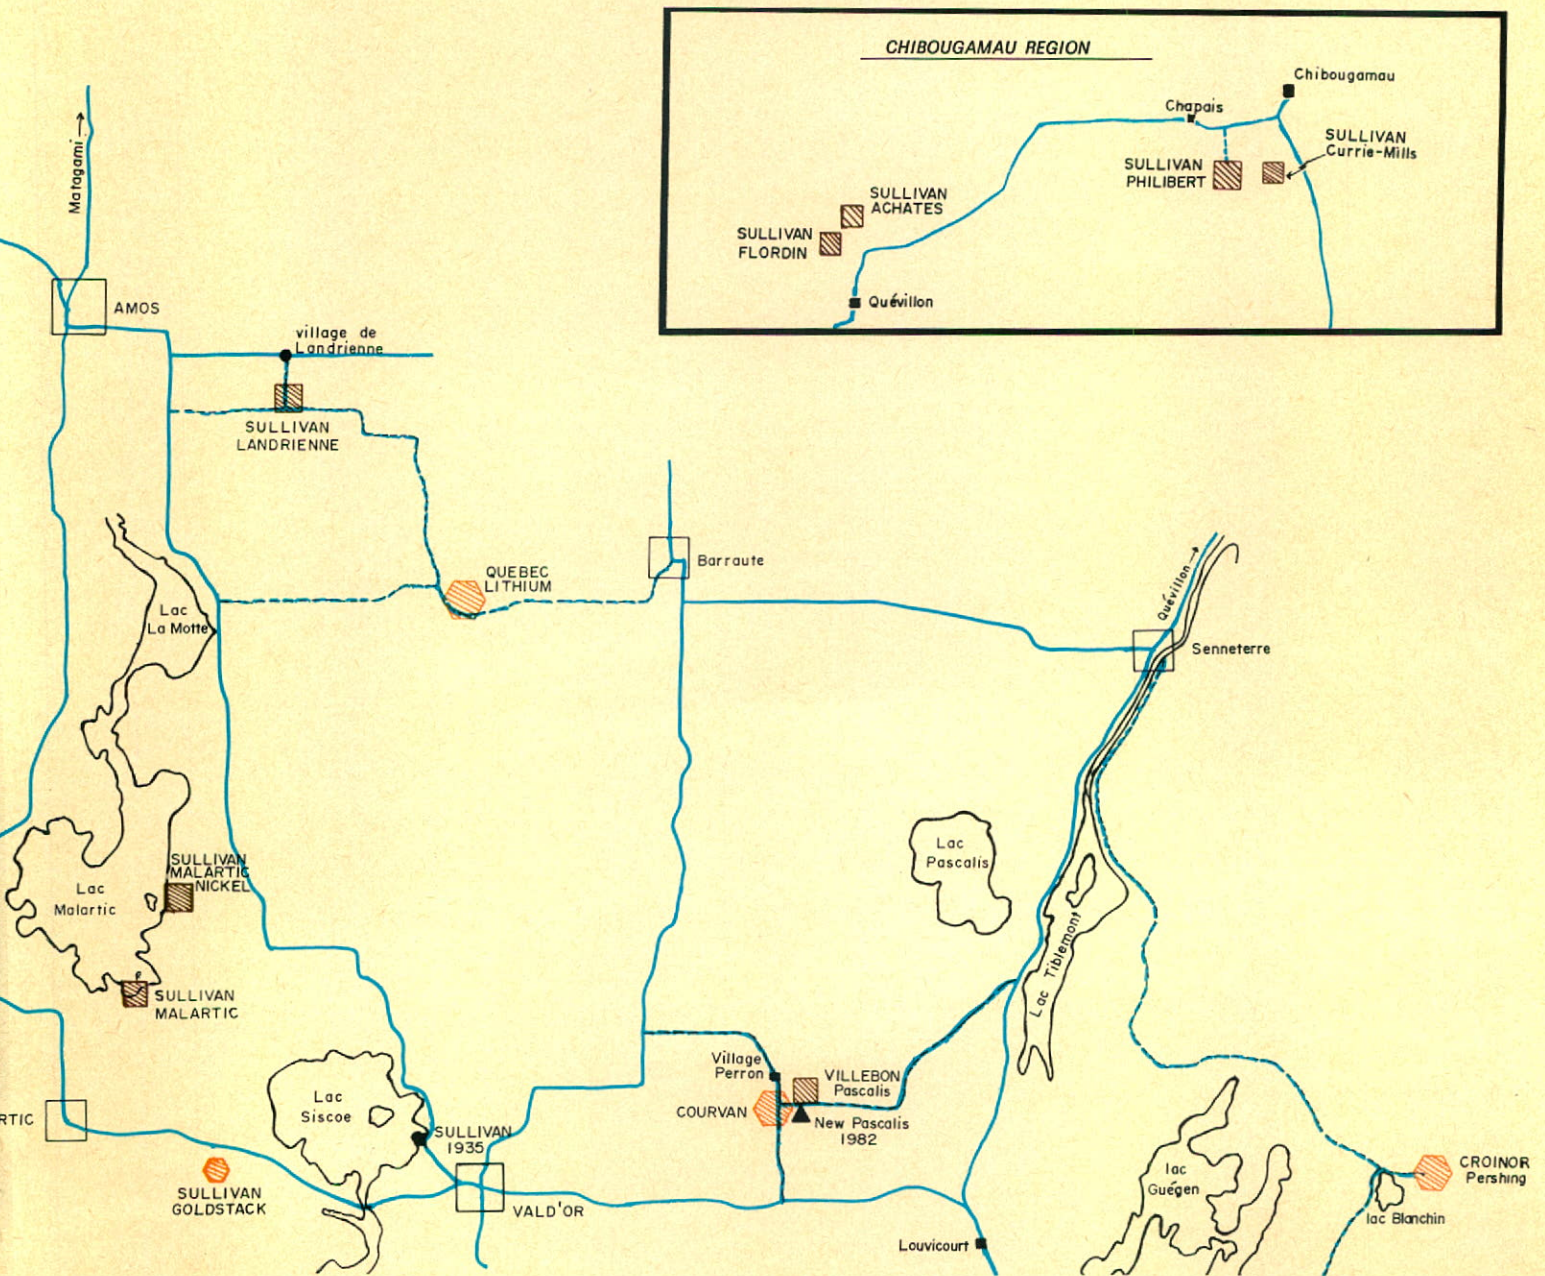 CHIBOUGAMAU REGION
Chibougamau
Chapais
SULLIVAN
Currie-Mills
SULLIVAN
PHILIBERT
SULLIVAN
ACHATES
SULLIVAN
FLORDIN
Quévillon
Matagami
AMOS
village de
Landrienne
SULLIVAN
LANDRIENNE
QUEBEC
LITHIUM
Barraute
Quévillon
Senneterre
Lac
La Motte
Lac
Pascalis
SULLIVAN
MALARTIC
NICKEL
Lac
Malartic
Lac Tiblemont
SULLIVAN
MALARTIC
Village
Perron
VILLEBON
Pascalis
COURVAN
New Pascalis
1982
Lac
Siscoe
RTIC
SULLIVAN
1935
SULLIVAN
GOLDSTACK
VALD'OR
lac
Guégen
CROINOR
Pershing
lac Blanchin
Louvicourt